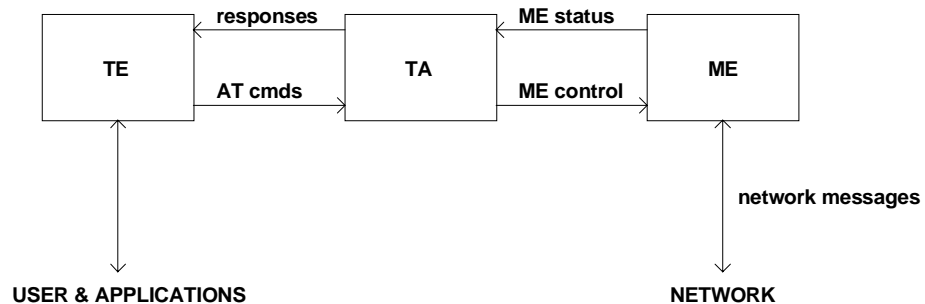 responses
ME status
TE
TA
ME
AT cmds
ME control
network messages
USER & APPLICATIONS
NETWORK